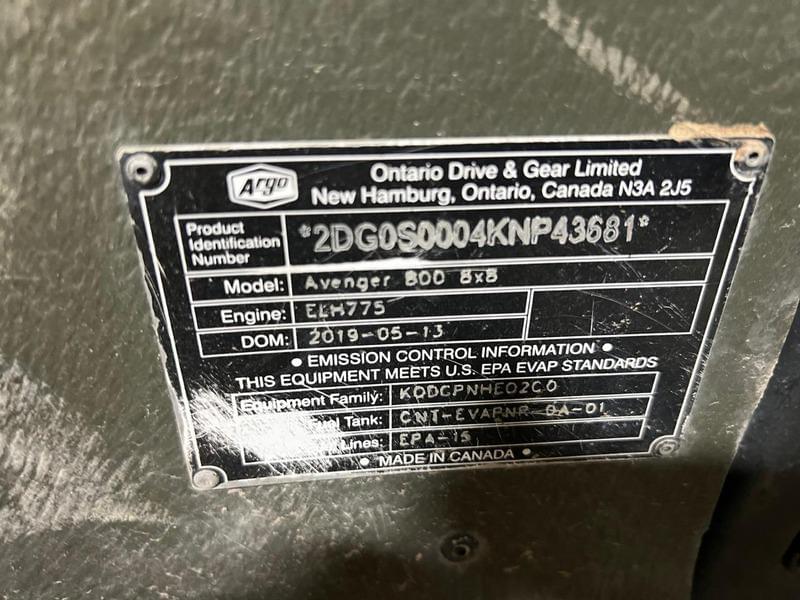 Argo
Ontario Drive & Gear Limited
New Hamburg, Ontario, Canada N3A 2J5
Product Identification Number *2DG0S0004KNP43681*
Model: Avenger 800 8x8
Engine: ELH775
DOM: 2019-05-13
• EMISSION CONTROL INFORMATION •
THIS EQUIPMENT MEETS U.S. EPA EVAP STANDARDS
Equipment Family: KODGPNHE02C0
Fuel Tank: CNT-EVAPNR-0A-01
Lines: EPA-15
• MADE IN CANADA •